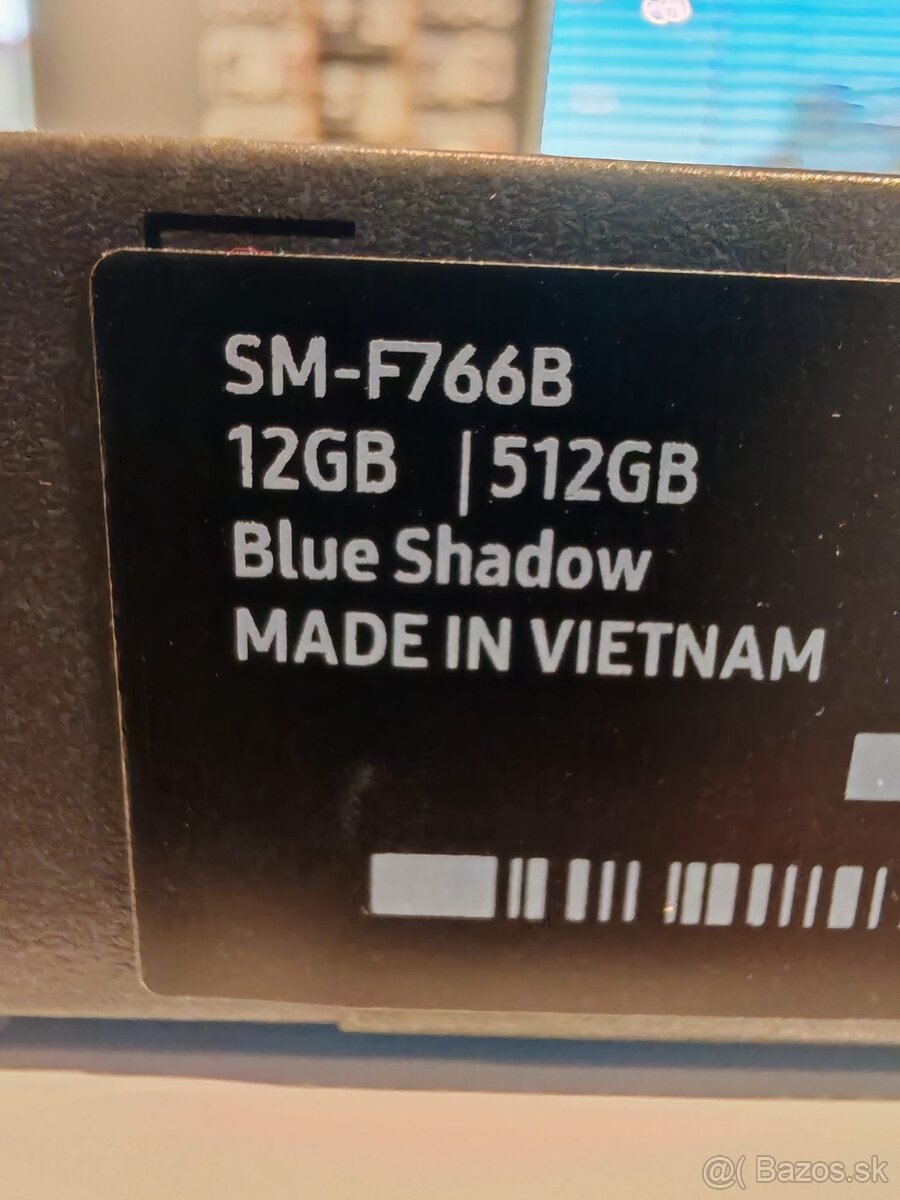 SM-F766B
12GB | 512GB
Blue Shadow
MADE IN VIETNAM
@( Bazos.sk